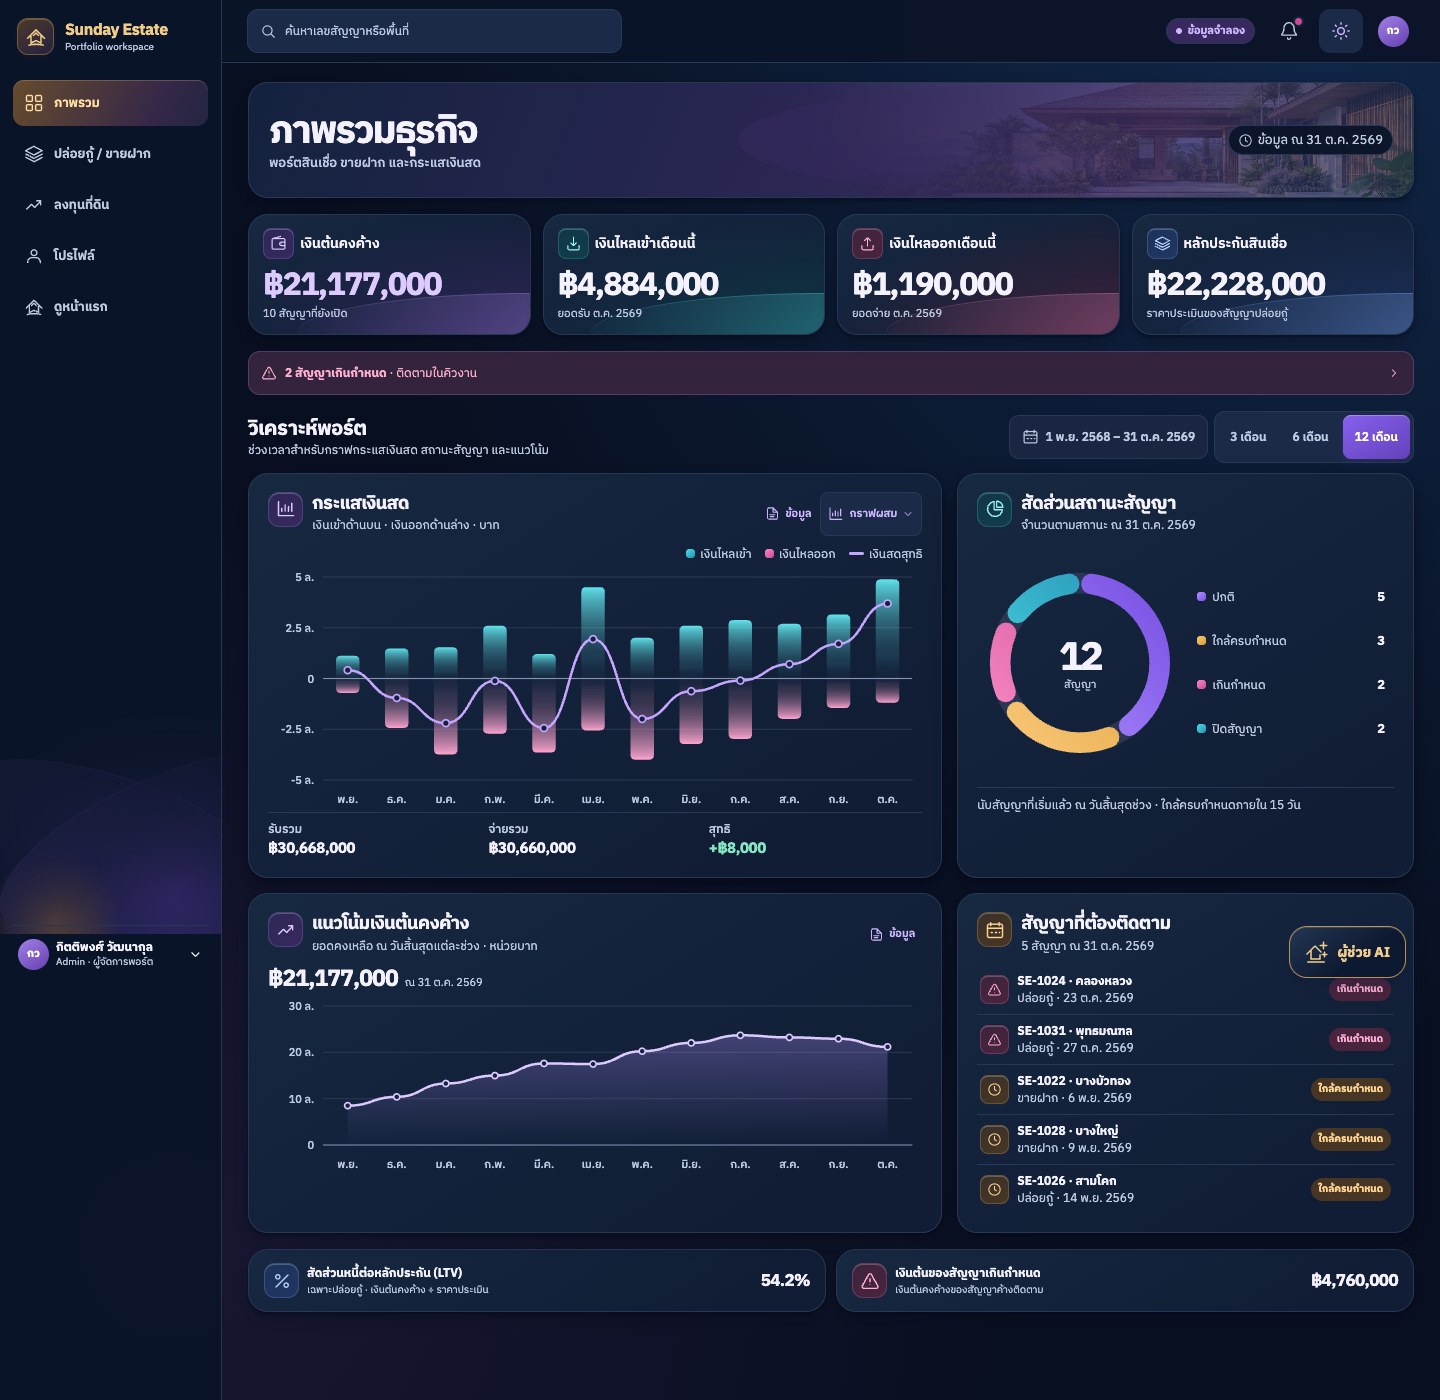 Sunday Estate
Portfolio workspace
ภาพรวม
ปล่อยกู้ / ขายฝาก
ลงทุนที่ดิน
โปรไฟล์
ดูหน้าแรก
กว
กิตติพงศ์ วัฒนากุล
Admin · ผู้จัดการพอร์ต
ค้นหาเลขสัญญาหรือพื้นที่
ข้อมูลจำลอง
กว
ภาพรวมธุรกิจ
พอร์ตสินเชื่อ ขายฝาก และกระแสเงินสด
ข้อมูล ณ 31 ต.ค. 2569
เงินต้นคงค้าง
฿21,177,000
10 สัญญาที่ยังเปิด
เงินไหลเข้าเดือนนี้
฿4,884,000
ยอดรับ ต.ค. 2569
เงินไหลออกเดือนนี้
฿1,190,000
ยอดจ่าย ต.ค. 2569
หลักประกันสินเชื่อ
฿22,228,000
ราคาประเมินของสัญญาปล่อยกู้
2 สัญญาเกินกำหนด · ติดตามในคิวงาน
วิเคราะห์พอร์ต
ช่วงเวลาสำหรับกราฟกระแสเงินสด สถานะสัญญา และแนวโน้ม
1 พ.ย. 2568 – 31 ต.ค. 2569
3 เดือน
6 เดือน
12 เดือน
กระแสเงินสด
เงินเข้าด้านบน · เงินออกด้านล่าง · บาท
ข้อมูล
กราฟผสม
เงินไหลเข้า
เงินไหลออก
เงินสดสุทธิ
5 ล.
2.5 ล.
0
-2.5 ล.
-5 ล.
พ.ย. ธ.ค. ม.ค. ก.พ. มี.ค. เม.ย. พ.ค. มิ.ย. ก.ค. ส.ค. ก.ย. ต.ค.
รับรวม
฿30,668,000
จ่ายรวม
฿30,660,000
สุทธิ
+฿8,000
สัดส่วนสถานะสัญญา
จำนวนตามสถานะ ณ 31 ต.ค. 2569
12
สัญญา
ปกติ 5
ใกล้ครบกำหนด 3
เกินกำหนด 2
ปิดสัญญา 2
นับสัญญาที่เริ่มแล้ว ณ วันสิ้นสุดช่วง · ใกล้ครบกำหนดภายใน 15 วัน
แนวโน้มเงินต้นคงค้าง
ยอดคงเหลือ ณ วันสิ้นสุดแต่ละช่วง · หน่วยบาท
ข้อมูล
฿21,177,000 ณ 31 ต.ค. 2569
30 ล.
20 ล.
10 ล.
0
พ.ย. ธ.ค. ม.ค. ก.พ. มี.ค. เม.ย. พ.ค. มิ.ย. ก.ค. ส.ค. ก.ย. ต.ค.
สัญญาที่ต้องติดตาม
5 สัญญา ณ 31 ต.ค. 2569
ผู้ช่วย AI
SE-1024 · คลองหลวง
ปล่อยกู้ · 23 ต.ค. 2569
เกินกำหนด
SE-1031 · พุทธมณฑล
ปล่อยกู้ · 27 ต.ค. 2569
เกินกำหนด
SE-1022 · บางบัวทอง
ขายฝาก · 6 พ.ย. 2569
ใกล้ครบกำหนด
SE-1028 · บางใหญ่
ขายฝาก · 9 พ.ย. 2569
ใกล้ครบกำหนด
SE-1026 · สามโคก
ปล่อยกู้ · 14 พ.ย. 2569
ใกล้ครบกำหนด
สัดส่วนหนี้ต่อหลักประกัน (LTV)
เฉพาะปล่อยกู้ · เงินต้นคงค้าง ÷ ราคาประเมิน
54.2%
เงินต้นของสัญญาเกินกำหนด
เงินต้นคงค้างของสัญญาค้างติดตาม
฿4,760,000